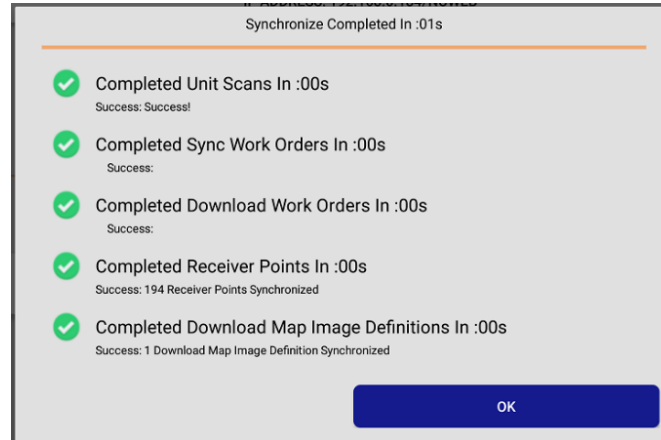 Synchronize Completed In :01s
Completed Unit Scans In :00s
Success: Success!
Completed Sync Work Orders In :00s
Success:
Completed Download Work Orders In :00s
Success:
Completed Receiver Points In :00s
Success: 194 Receiver Points Synchronized
Completed Download Map Image Definitions In :00s
Success: 1 Download Map Image Definition Synchronized
OK